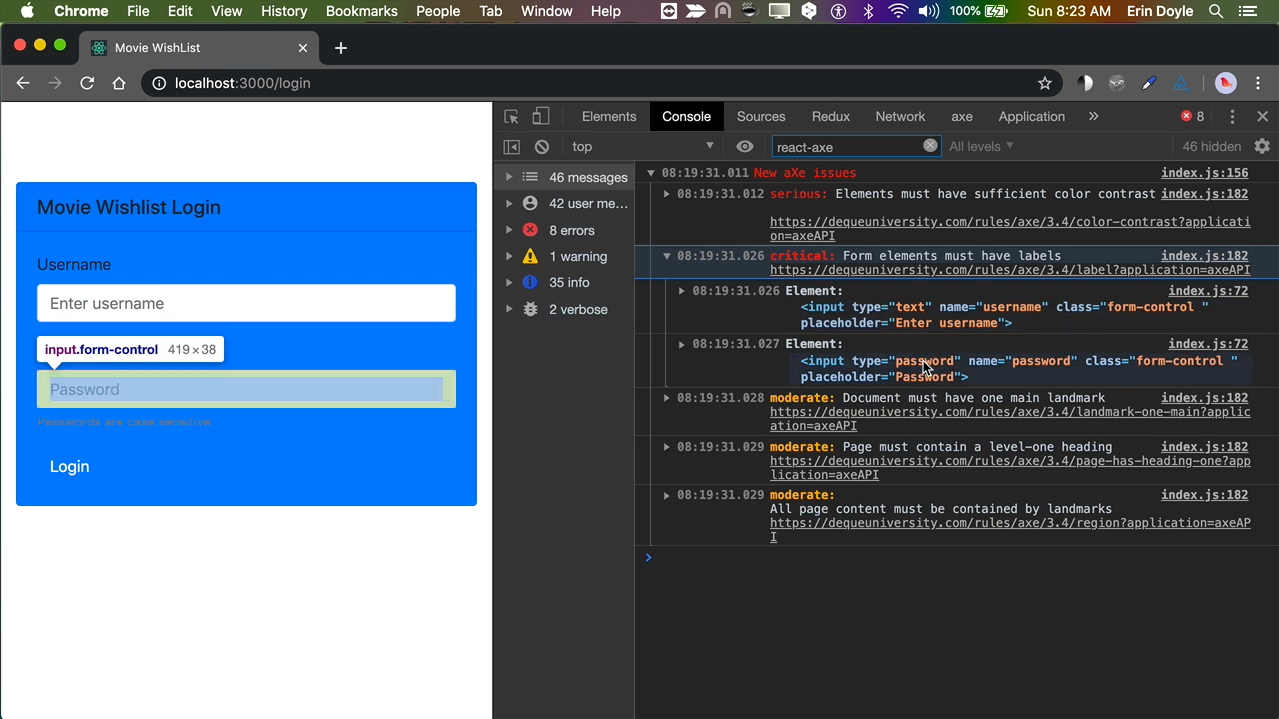 Chrome File Edit View History Bookmarks People Tab Window Help 100% Sun 8:23 AM Erin Doyle
Movie WishList
localhost:3000/login
Elements Console Sources Redux Network axe Application » 8
top react-axe All levels 46 hidden
Movie Wishlist Login
Username
Enter username
input.form-control 419×38
Password
Passwords are case sensitive
Login
46 messages
42 user me…
8 errors
1 warning
35 info
2 verbose
08:19:31.011 New aXe issues index.js:156
08:19:31.012 serious: Elements must have sufficient color contrast index.js:182
https://dequeuniversity.com/rules/axe/3.4/color-contrast?applicati
on=axeAPI
08:19:31.026 critical: Form elements must have labels index.js:182
https://dequeuniversity.com/rules/axe/3.4/label?application=axeAPI
08:19:31.026 Element: index.js:72
<input type="text" name="username" class="form-control "
placeholder="Enter username">
08:19:31.027 Element: index.js:72
<input type="password" name="password" class="form-control "
placeholder="Password">
08:19:31.028 moderate: Document must have one main landmark index.js:182
https://dequeuniversity.com/rules/axe/3.4/landmark-one-main?applic
ation=axeAPI
08:19:31.029 moderate: Page must contain a level-one heading index.js:182
https://dequeuniversity.com/rules/axe/3.4/page-has-heading-one?app
lication=axeAPI
08:19:31.029 moderate: index.js:182
All page content must be contained by landmarks
https://dequeuniversity.com/rules/axe/3.4/region?application=axeAP
I